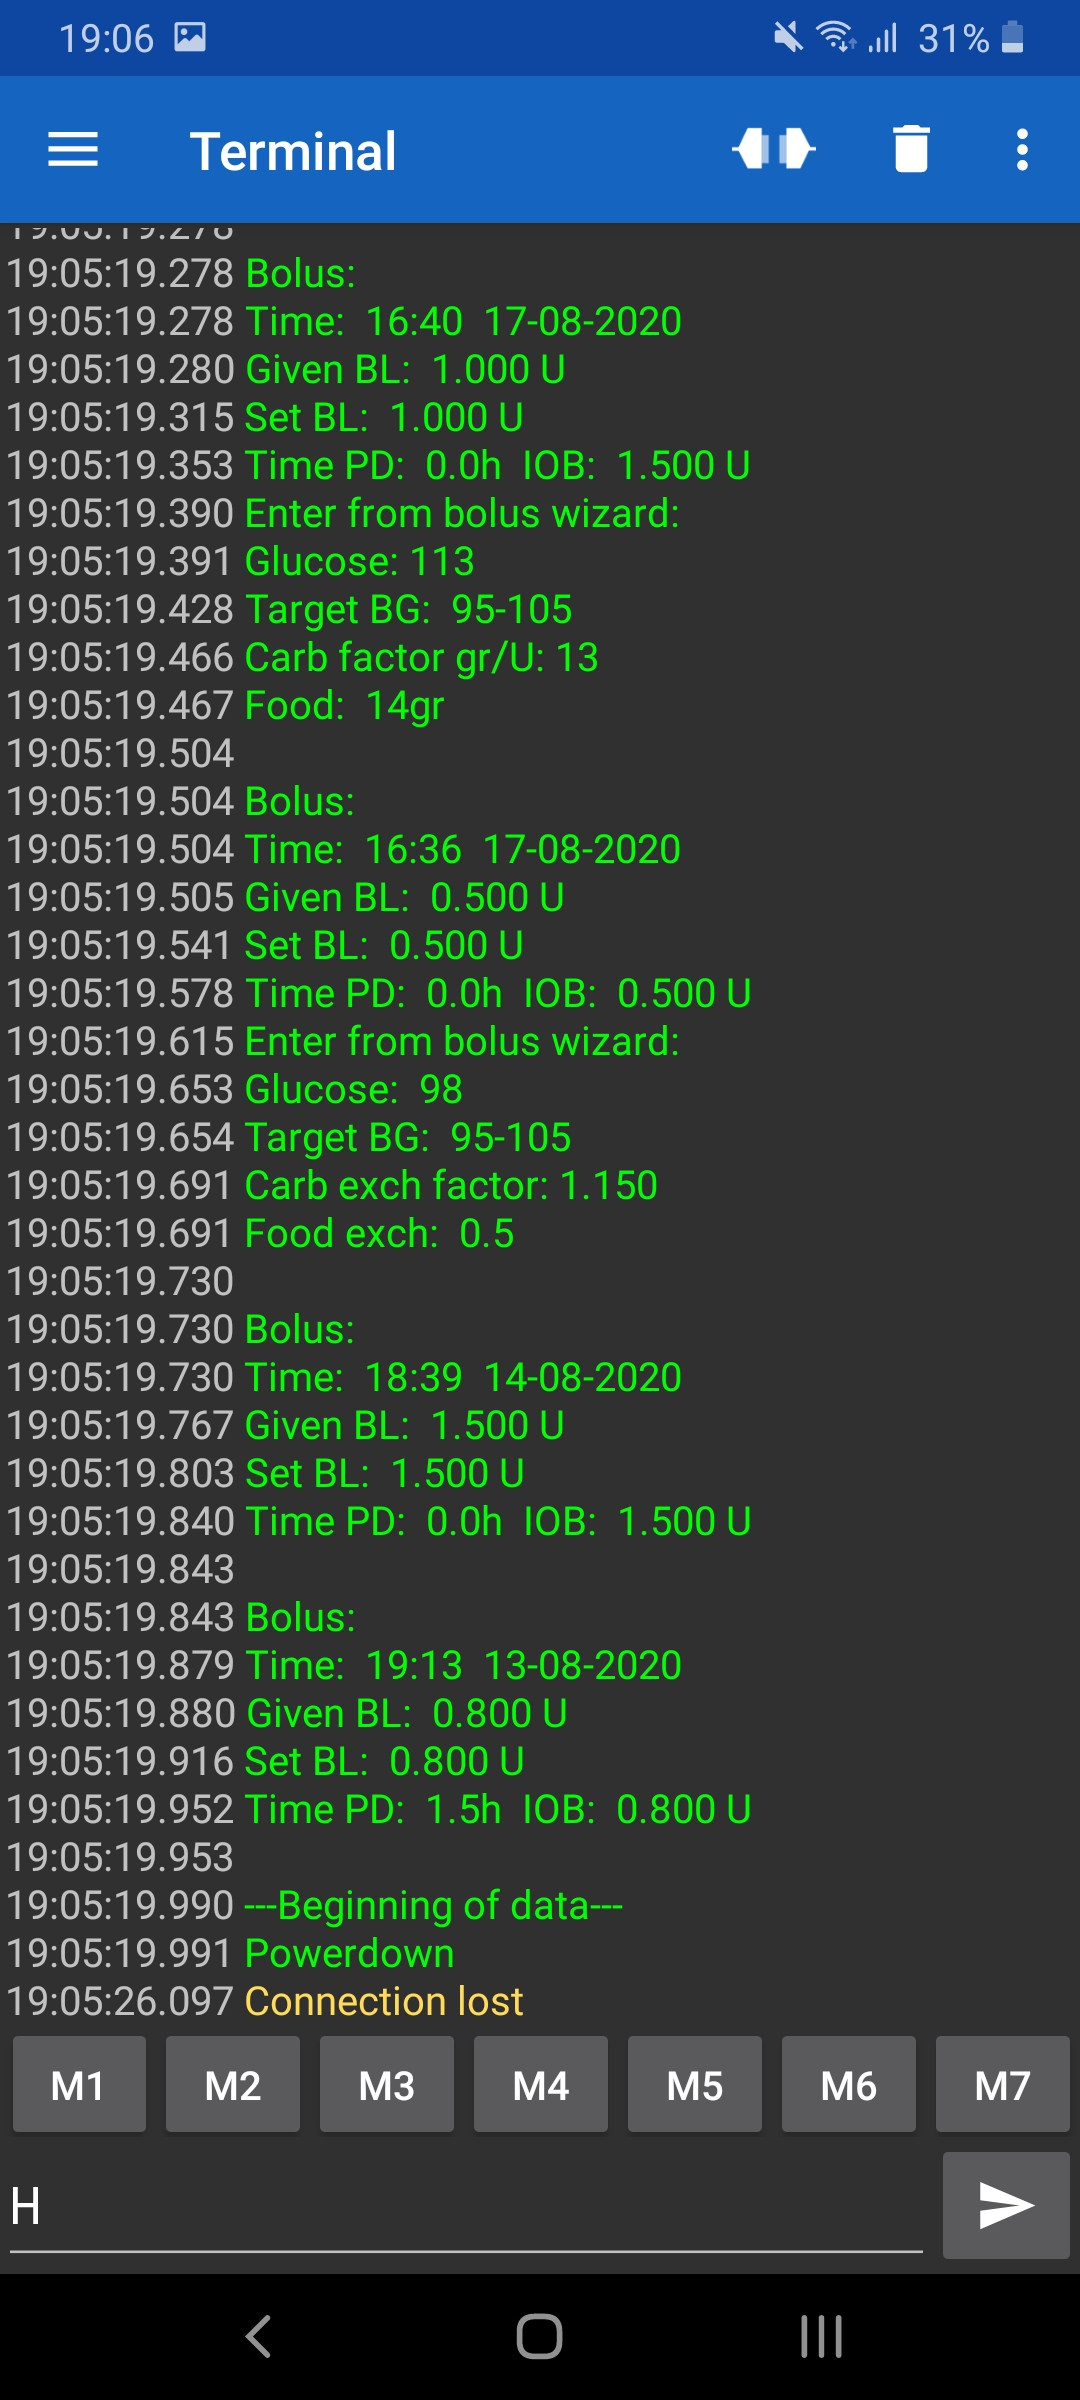 19:06
31%
Terminal
19:05:19.278
19:05:19.278 Bolus:
19:05:19.278 Time:  16:40  17-08-2020
19:05:19.280 Given BL:  1.000 U
19:05:19.315 Set BL:  1.000 U
19:05:19.353 Time PD:  0.0h  IOB:  1.500 U
19:05:19.390 Enter from bolus wizard:
19:05:19.391 Glucose: 113
19:05:19.428 Target BG:  95-105
19:05:19.466 Carb factor gr/U: 13
19:05:19.467 Food:  14gr
19:05:19.504
19:05:19.504 Bolus:
19:05:19.504 Time:  16:36  17-08-2020
19:05:19.505 Given BL:  0.500 U
19:05:19.541 Set BL:  0.500 U
19:05:19.578 Time PD:  0.0h  IOB:  0.500 U
19:05:19.615 Enter from bolus wizard:
19:05:19.653 Glucose:  98
19:05:19.654 Target BG:  95-105
19:05:19.691 Carb exch factor: 1.150
19:05:19.691 Food exch:  0.5
19:05:19.730
19:05:19.730 Bolus:
19:05:19.730 Time:  18:39  14-08-2020
19:05:19.767 Given BL:  1.500 U
19:05:19.803 Set BL:  1.500 U
19:05:19.840 Time PD:  0.0h  IOB:  1.500 U
19:05:19.843
19:05:19.843 Bolus:
19:05:19.879 Time:  19:13  13-08-2020
19:05:19.880 Given BL:  0.800 U
19:05:19.916 Set BL:  0.800 U
19:05:19.952 Time PD:  1.5h  IOB:  0.800 U
19:05:19.953
19:05:19.990 ---Beginning of data---
19:05:19.991 Powerdown
19:05:26.097 Connection lost
M1 M2 M3 M4 M5 M6 M7
H